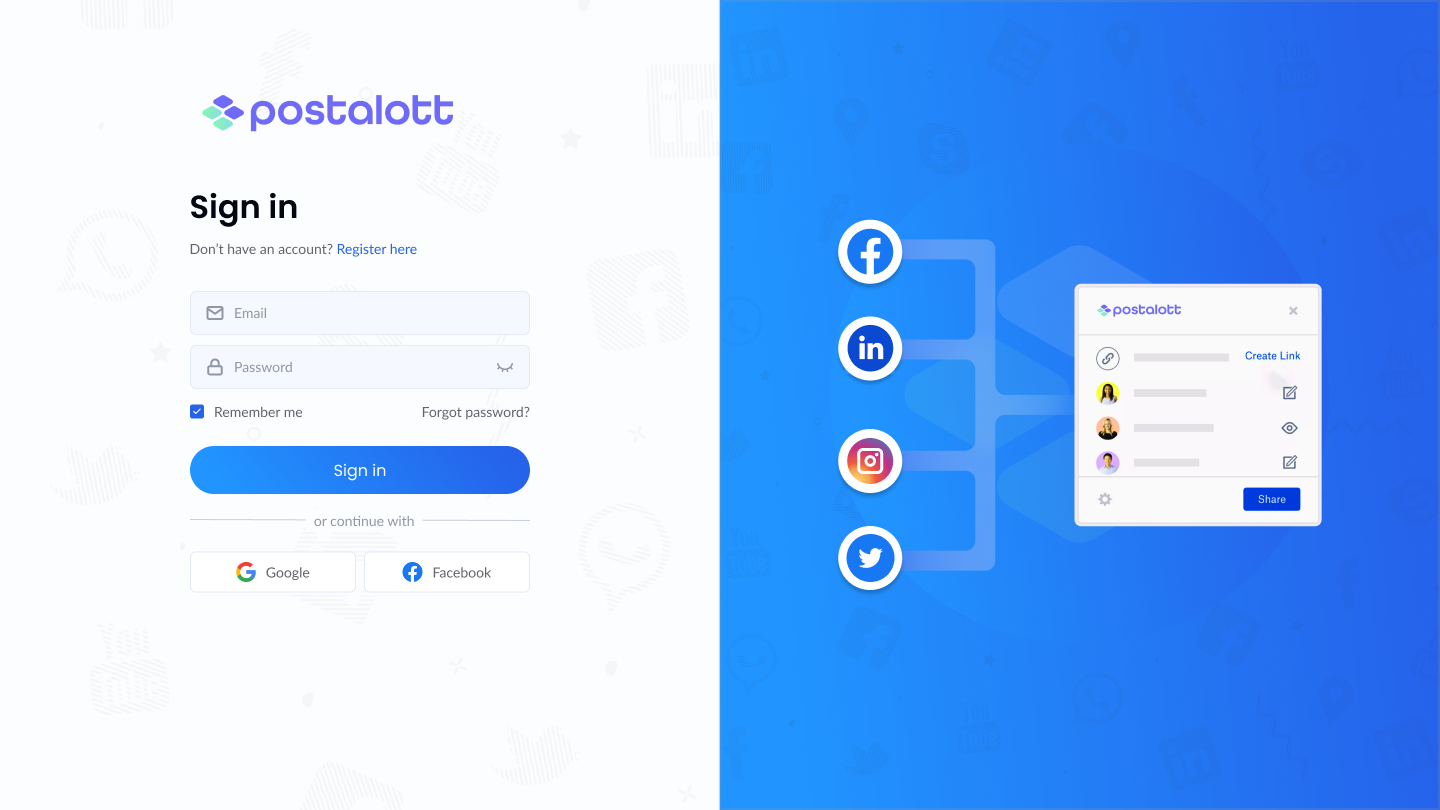 postalott
Sign in
Don't have an account? Register here
Email
Password
Remember me
Forgot password?
Sign in
or continue with
Google
Facebook
in
postalott
Create Link
Share